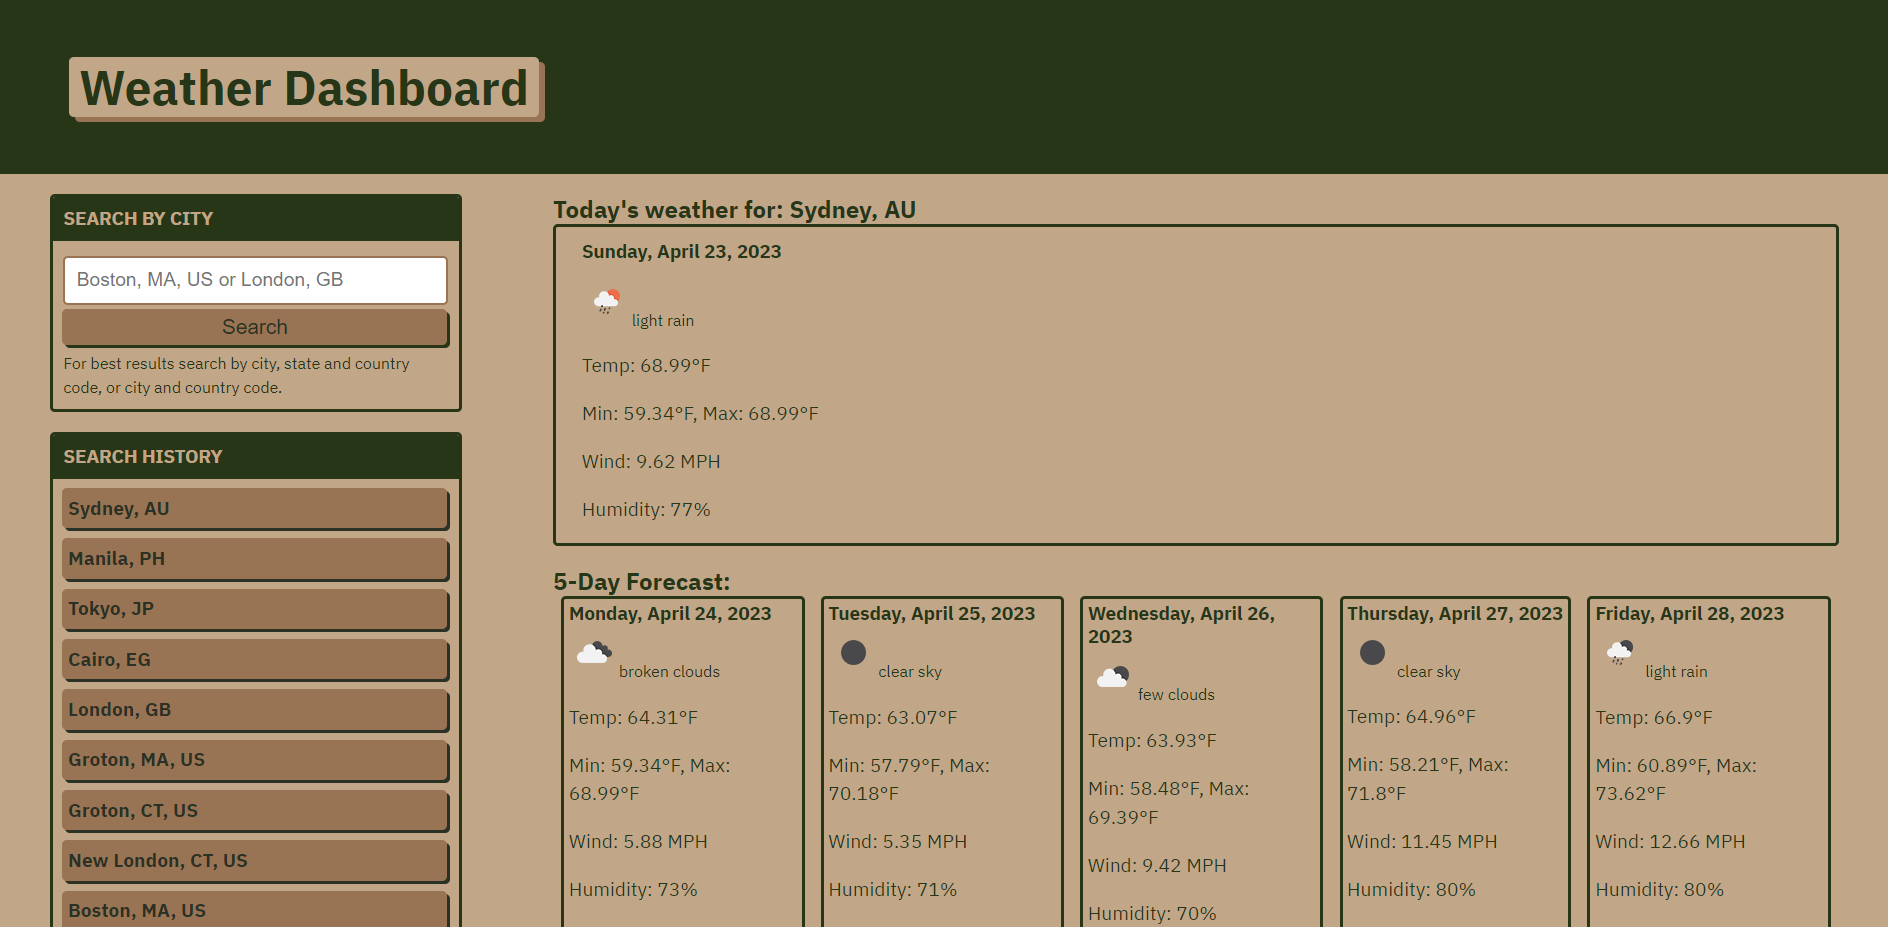 Weather Dashboard
SEARCH BY CITY
Boston, MA, US or London, GB
Search
For best results search by city, state and country
code, or city and country code.
SEARCH HISTORY
Sydney, AU
Manila, PH
Tokyo, JP
Cairo, EG
London, GB
Groton, MA, US
Groton, CT, US
New London, CT, US
Boston, MA, US
Today's weather for: Sydney, AU
Sunday, April 23, 2023
light rain
Temp: 68.99°F
Min: 59.34°F, Max: 68.99°F
Wind: 9.62 MPH
Humidity: 77%
5-Day Forecast:
Monday, April 24, 2023
broken clouds
Temp: 64.31°F
Min: 59.34°F, Max:
68.99°F
Wind: 5.88 MPH
Humidity: 73%
Tuesday, April 25, 2023
clear sky
Temp: 63.07°F
Min: 57.79°F, Max:
70.18°F
Wind: 5.35 MPH
Humidity: 71%
Wednesday, April 26,
2023
few clouds
Temp: 63.93°F
Min: 58.48°F, Max:
69.39°F
Wind: 9.42 MPH
Humidity: 70%
Thursday, April 27, 2023
clear sky
Temp: 64.96°F
Min: 58.21°F, Max:
71.8°F
Wind: 11.45 MPH
Humidity: 80%
Friday, April 28, 2023
light rain
Temp: 66.9°F
Min: 60.89°F, Max:
73.62°F
Wind: 12.66 MPH
Humidity: 80%